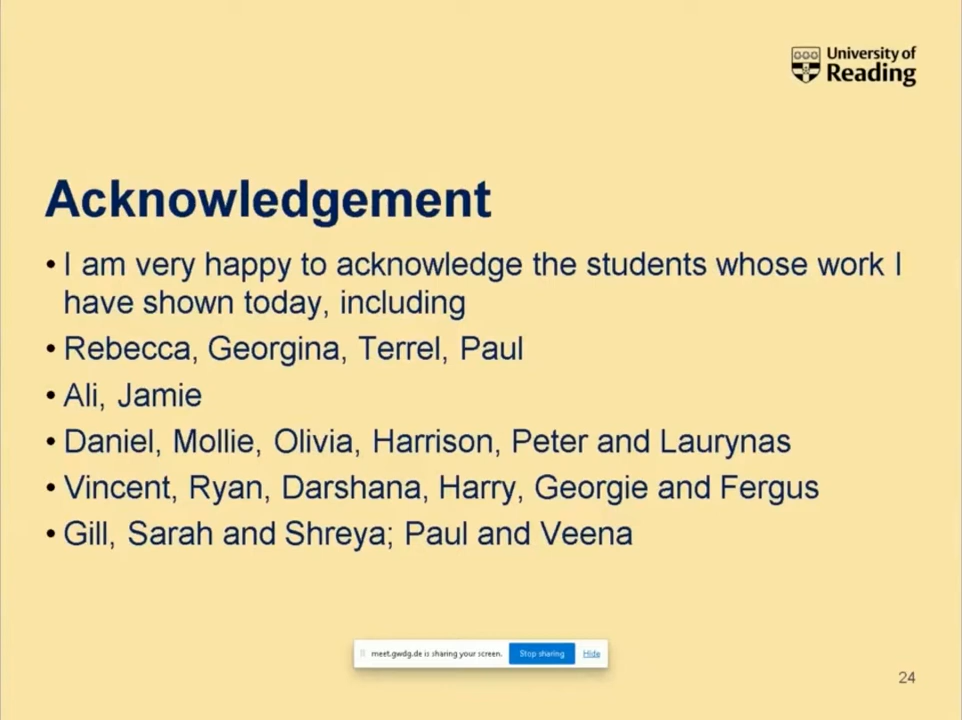 University of
Reading
Acknowledgement
• I am very happy to acknowledge the students whose work I
have shown today, including
• Rebecca, Georgina, Terrel, Paul
• Ali, Jamie
• Daniel, Mollie, Olivia, Harrison, Peter and Laurynas
• Vincent, Ryan, Darshana, Harry, Georgie and Fergus
• Gill, Sarah and Shreya; Paul and Veena
meet.gwdg.de is sharing your screen. Stop sharing Hide
24